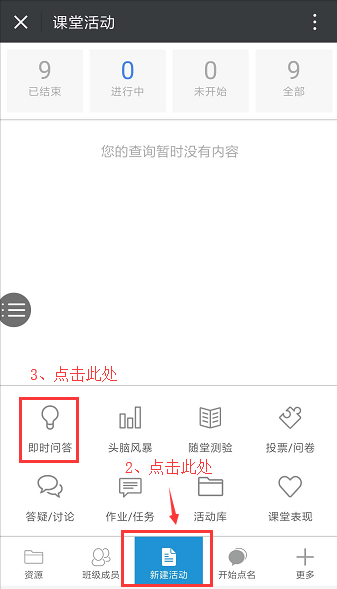 课堂活动
9 0 0 9
已结束 进行中 未开始 全部
您的查询暂时没有内容
3、点击此处
即时问答 头脑风暴 随堂测验 投票/问卷
2、点击此处
答疑/讨论 作业/任务 活动库 课堂表现
资源 班级成员 新建活动 开始点名 更多